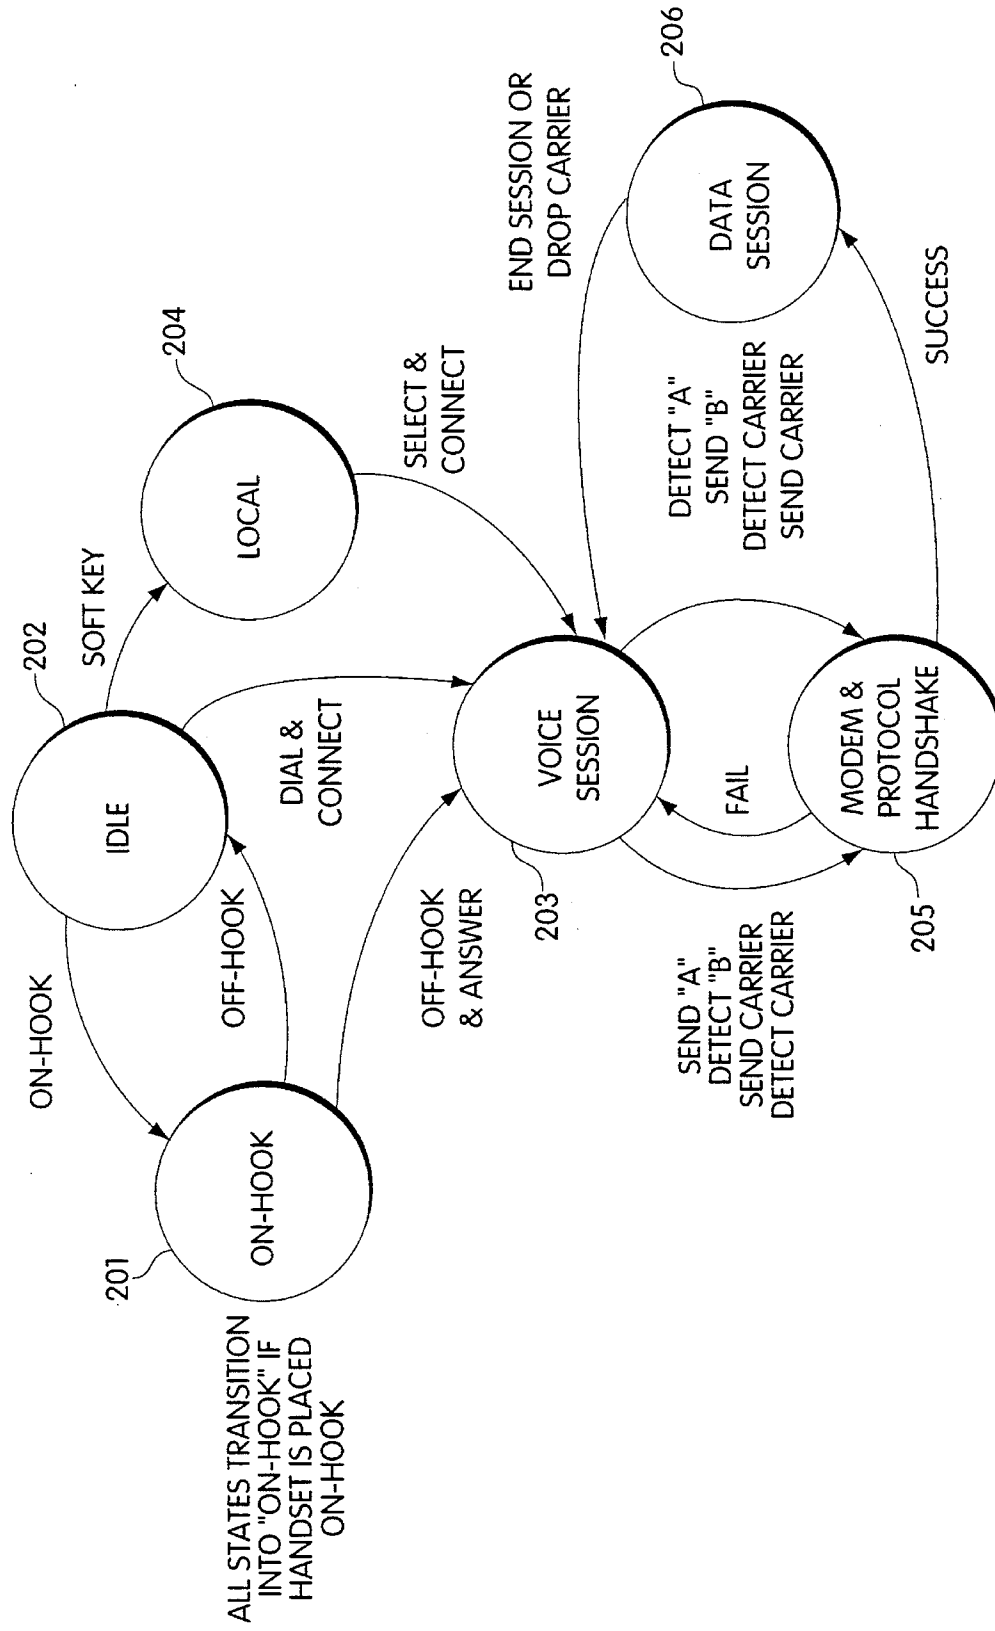 ALL STATES TRANSITION
INTO "ON-HOOK" IF
HANDSET IS PLACED
ON-HOOK
201
ON-HOOK
ON-HOOK
OFF-HOOK
202
IDLE
SOFT KEY
204
LOCAL
DIAL &
CONNECT
SELECT &
CONNECT
OFF-HOOK
& ANSWER
203
VOICE
SESSION
END SESSION OR
DROP CARRIER
206
DATA
SESSION
SEND "A"
DETECT "B"
SEND CARRIER
DETECT CARRIER
FAIL
DETECT "A"
SEND "B"
DETECT CARRIER
SEND CARRIER
205
MODEM &
PROTOCOL
HANDSHAKE
SUCCESS